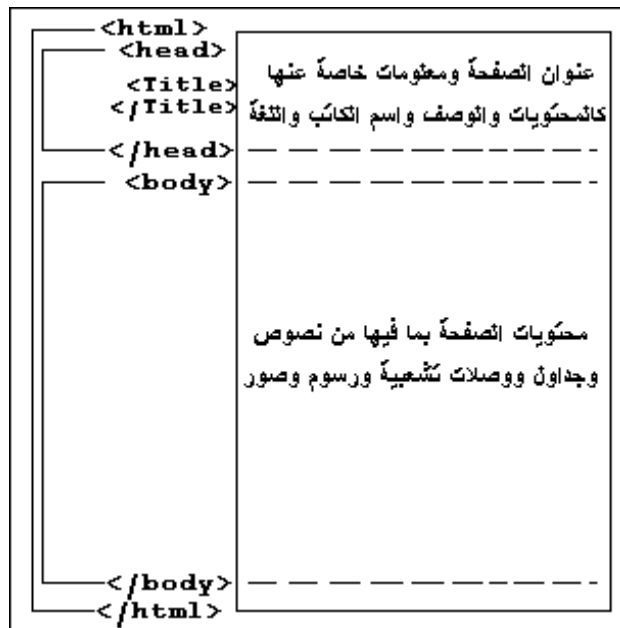 <html>
<head>
<Title>
</Title>
عنوان الصفحة ومعلومات خاصة عنها
كالمحتويات والوصف واسم الكاتب واللغة
</head>
<body>
محتويات الصفحة بما فيها من نصوص
وجداول ووصلات تشعبية ورسوم وصور
</body>
</html>